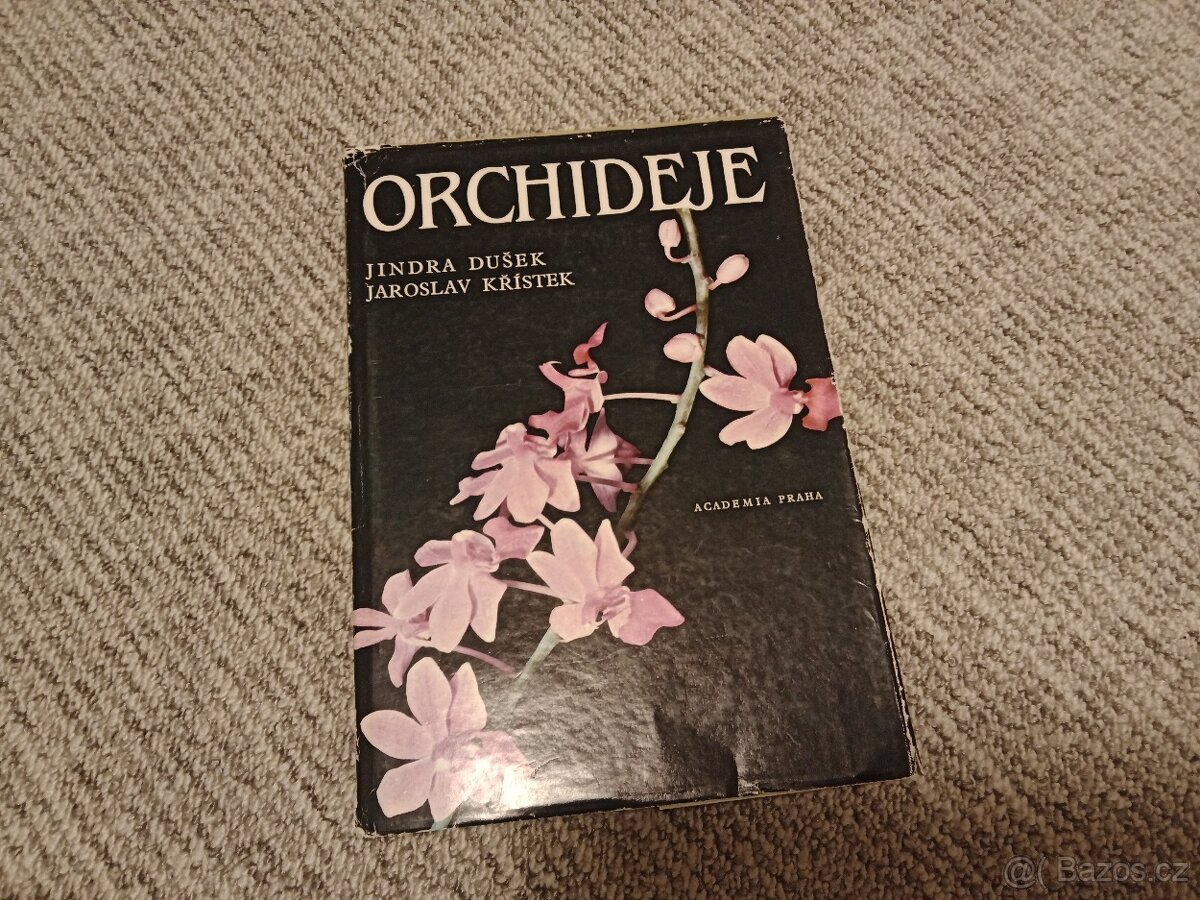 ORCHIDEJE
JINDRA DUŠEK
JAROSLAV KŘÍSTEK
ACADEMIA PRAHA
@( Bazos.cz